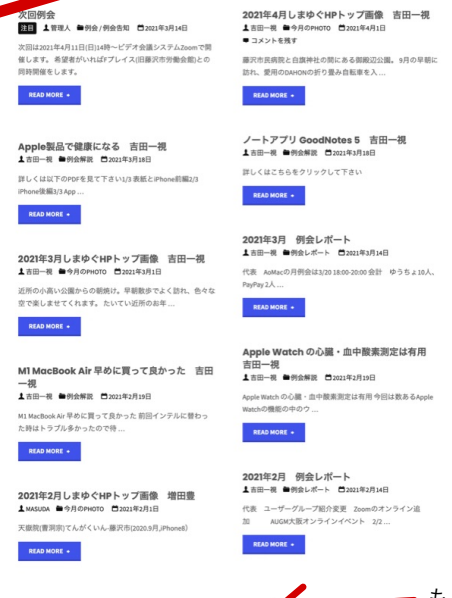 次回例会
注目 管理人 例会 / 例会告知 2021年3月14日
次回は2021年4月11日(日)14時〜ビデオ会議システムZoomで開
催します。 希望者がいればFプレイス(旧藤沢市労働会館)との
同時開催をします。
READ MORE
Apple製品で健康になる 吉田一視
吉田一視 例会解説 2021年3月18日
詳しくは以下のPDFを見て下さい1/3 表紙とiPhone前編2/3
iPhone後編3/3 App ...
READ MORE
2021年3月しまゆぐHPトップ画像 吉田一視
吉田一視 今月のPHOTO 2021年3月1日
近所の小高い公園からの朝焼け。早朝散歩でよく訪れ、色々な
空で楽しませてくれます。 たいてい近所のお年 ...
READ MORE
M1 MacBook Air 早めに買って良かった 吉田
一視
吉田一視 例会解説 2021年2月19日
M1 MacBook Air 早めに買って良かった 前回インテルに替わっ
た時はトラブル多かったので待 ...
READ MORE
2021年2月しまゆぐHPトップ画像 増田豊
MASUDA 今月のPHOTO 2021年2月1日
天嶽院(曹洞宗)てんがくいん-藤沢市(2020.9月,iPhone8)
READ MORE
2021年4月しまゆぐHPトップ画像 吉田一視
吉田一視 今月のPHOTO 2021年4月1日
コメントを残す
藤沢市民病院と白旗神社の間にある御殿辺公園。 9月の早朝に
訪れ、愛用のDAHONの折り畳み自転車を入 ...
READ MORE
ノートアプリ GoodNotes 5 吉田一視
吉田一視 例会解説 2021年3月18日
詳しくはこちらをクリックして下さい
READ MORE
2021年3月 例会レポート
吉田一視 例会レポート 2021年3月14日
代表 AoMacの月例会は3/20 18:00-20:00 会計 ゆうちょ10人、
PayPay 2人 ...
READ MORE
Apple Watch の心臓・血中酸素測定は有用
吉田一視
吉田一視 例会解説 2021年2月19日
Apple Watch の心臓・血中酸素測定は有用 今回は数あるApple
Watchの機能の中のウ ...
READ MORE
2021年2月 例会レポート
吉田一視 例会レポート 2021年2月14日
代表 ユーザーグループ紹介変更 Zoomのオンライン追
加 AUGM大阪オンラインイベント 2/2 ...
READ MORE
も